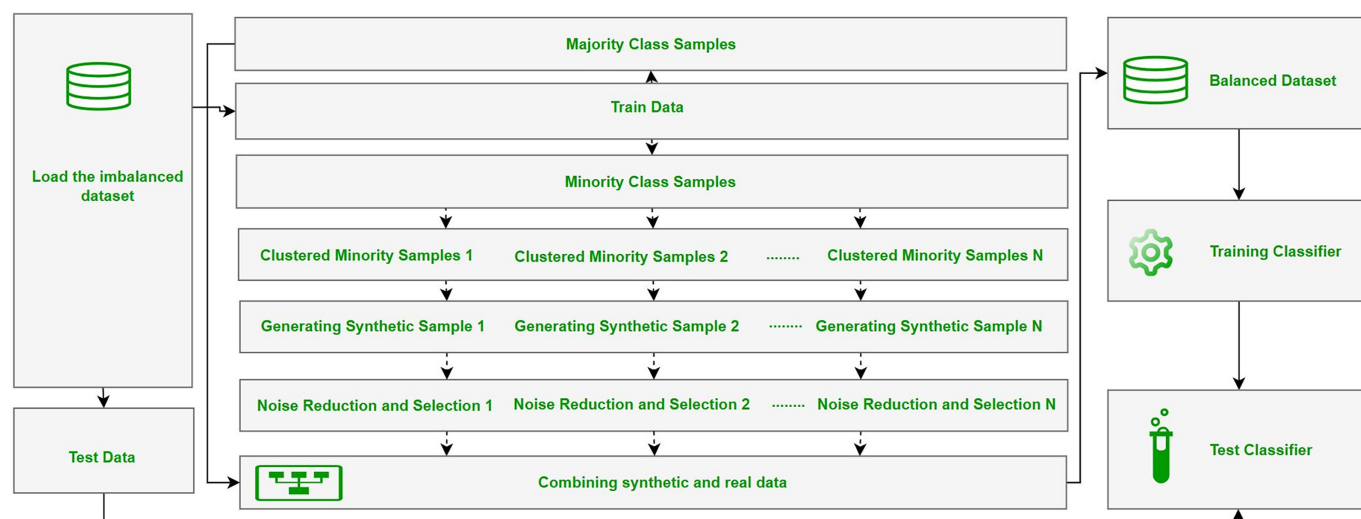 Load the imbalanced
dataset
Test Data
Majority Class Samples
Train Data
Minority Class Samples
Clustered Minority Samples 1 Clustered Minority Samples 2 ........ Clustered Minority Samples N
Generating Synthetic Sample 1 Generating Synthetic Sample 2 ........ Generating Synthetic Sample N
Noise Reduction and Selection 1 Noise Reduction and Selection 2 ........ Noise Reduction and Selection N
Combining synthetic and real data
Balanced Dataset
Training Classifier
Test Classifier